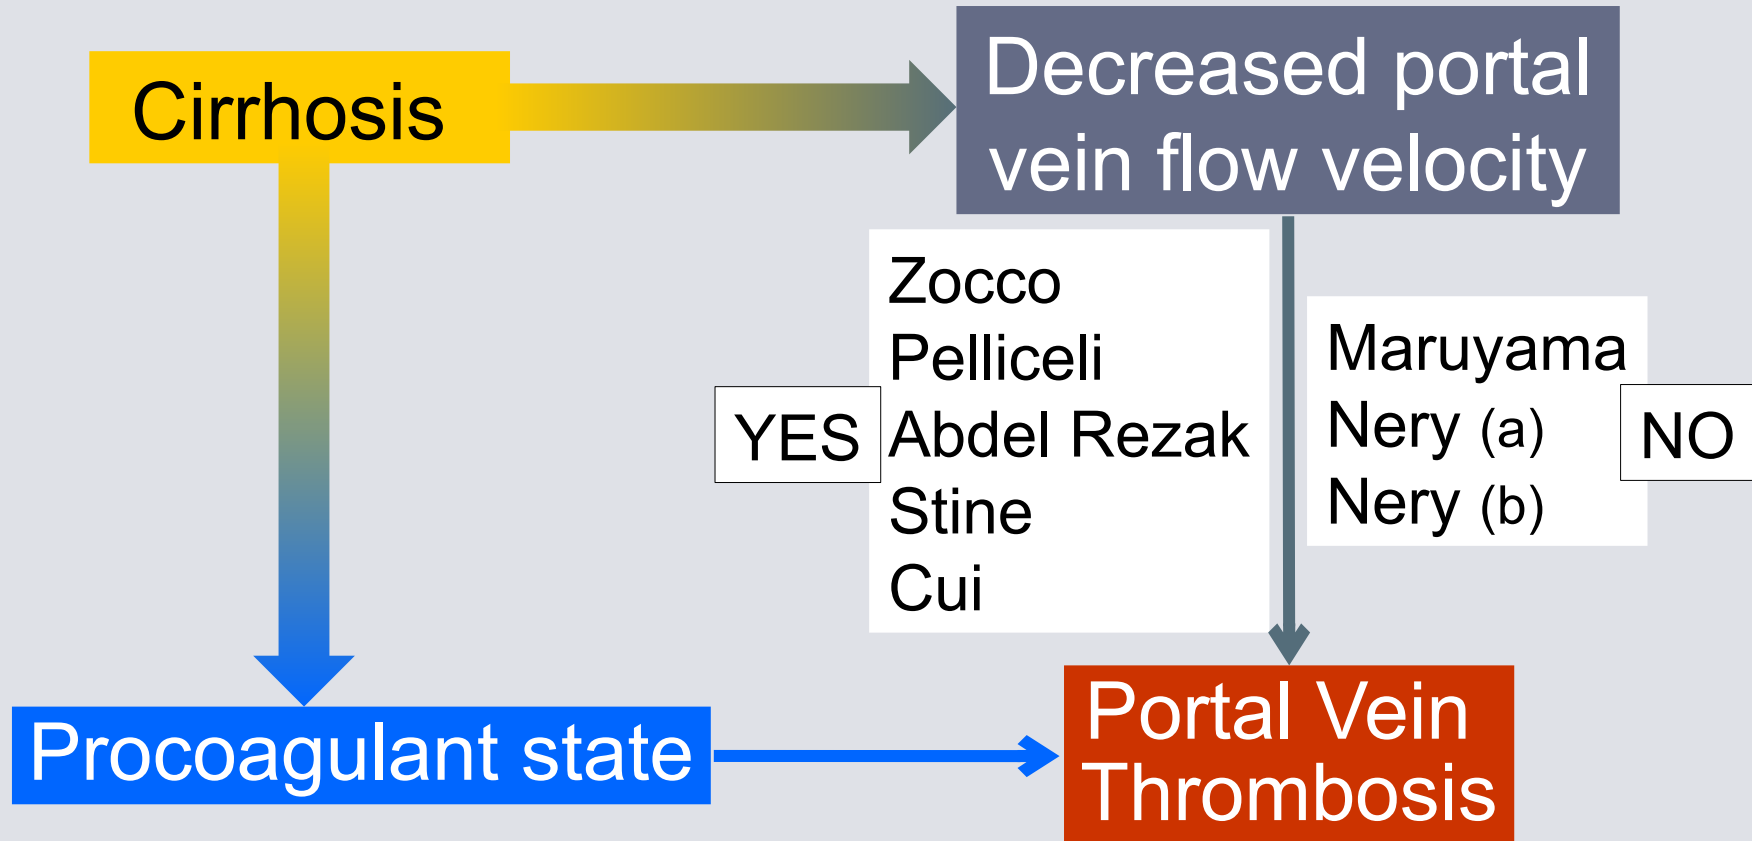 Cirrhosis
Decreased portal
vein flow velocity
YES
Zocco
Pelliceli
Abdel Rezak
Stine
Cui
Maruyama
Nery (a)
Nery (b)
NO
Procoagulant state
Portal Vein
Thrombosis